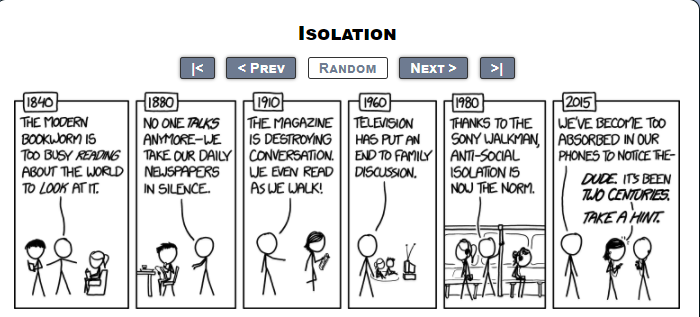 ISOLATION
|<
< PREV
RANDOM
NEXT >
>|
1840
THE MODERN
BOOKWORM IS
TOO BUSY READING
ABOUT THE WORLD
TO LOOK AT IT.
1880
NO ONE TALKS
ANYMORE—WE
TAKE OUR DAILY
NEWSPAPERS
IN SILENCE.
1910
THE MAGAZINE
IS DESTROYING
CONVERSATION.
WE EVEN READ
AS WE WALK!
1960
TELEVISION
HAS PUT AN
END TO FAMILY
DISCUSSION.
1980
THANKS TO THE
SONY WALKMAN,
ANTI-SOCIAL
ISOLATION IS
NOW THE NORM.
2015
WE'VE BECOME TOO
ABSORBED IN OUR
PHONES TO NOTICE THE-
DUDE. IT'S BEEN
TWO CENTURIES.
TAKE A HINT.